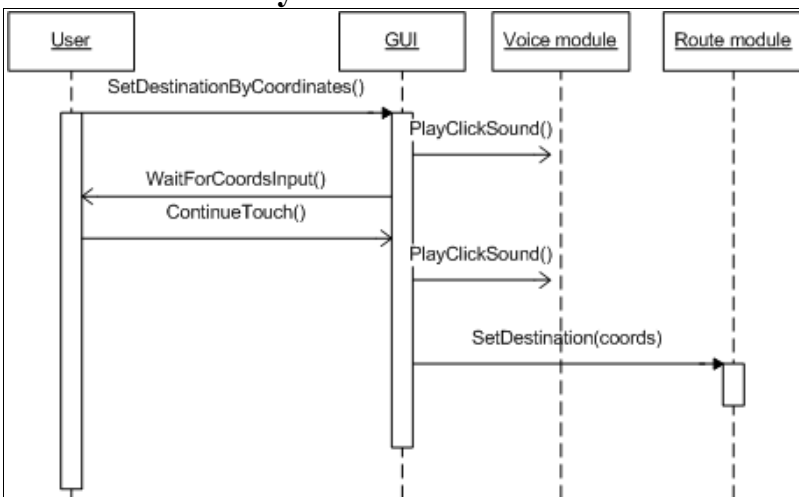 User
GUI
Voice module
Route module
SetDestinationByCoordinates()
PlayClickSound()
WaitForCoordsInput()
ContinueTouch()
PlayClickSound()
SetDestination(coords)